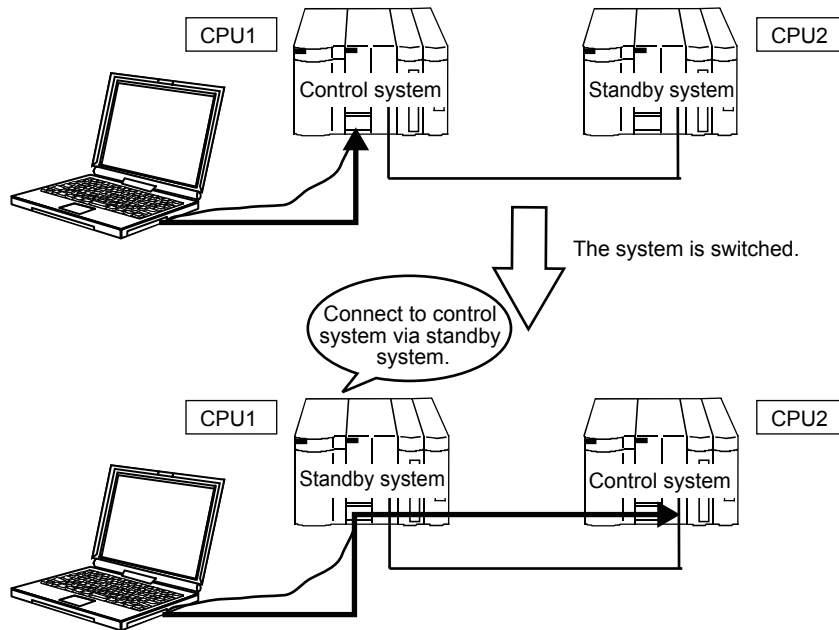 CPU1
CPU2
Control system
Standby system
The system is switched.
Connect to control
system via standby
system.
CPU1
CPU2
Standby system
Control system